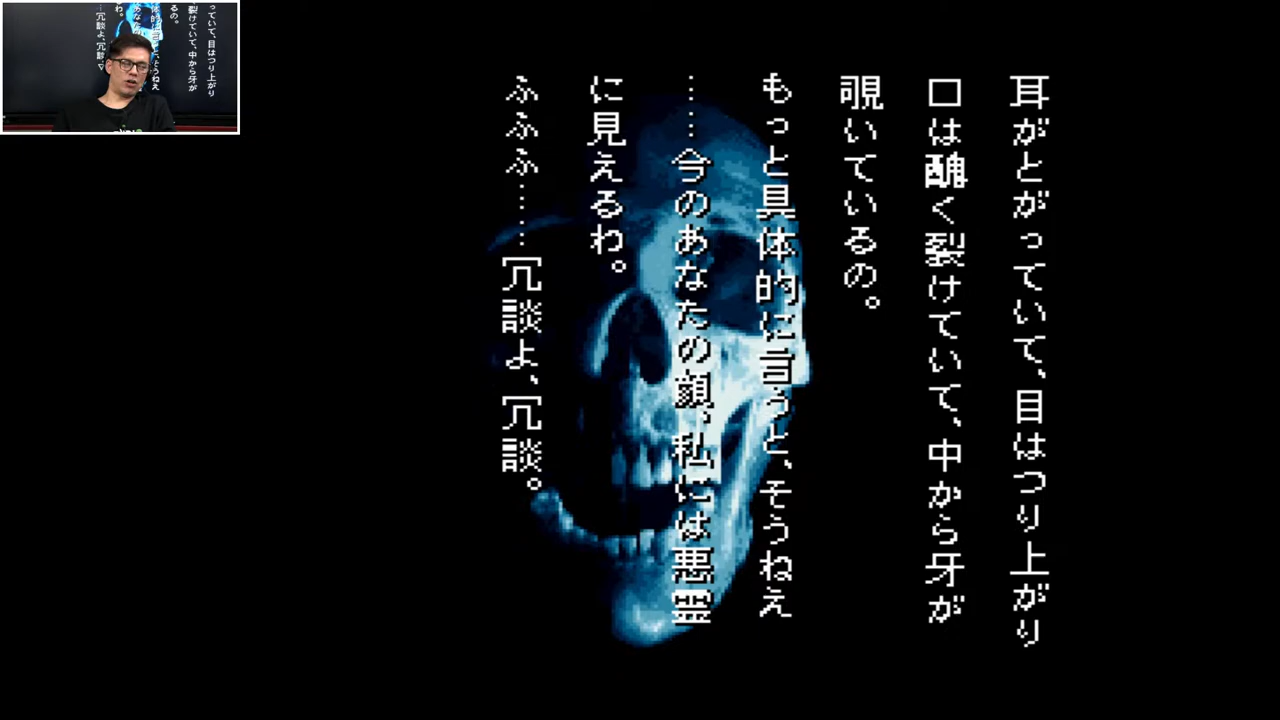 耳がとがっていて、目はつり上がり
口は醜く裂けていて、中から牙が
覗いているの。
もっと具体的に言うと、そうねえ
……今のあなたの顔、私には悪霊
に見えるわ。
ふふふ……冗談よ、冗談。